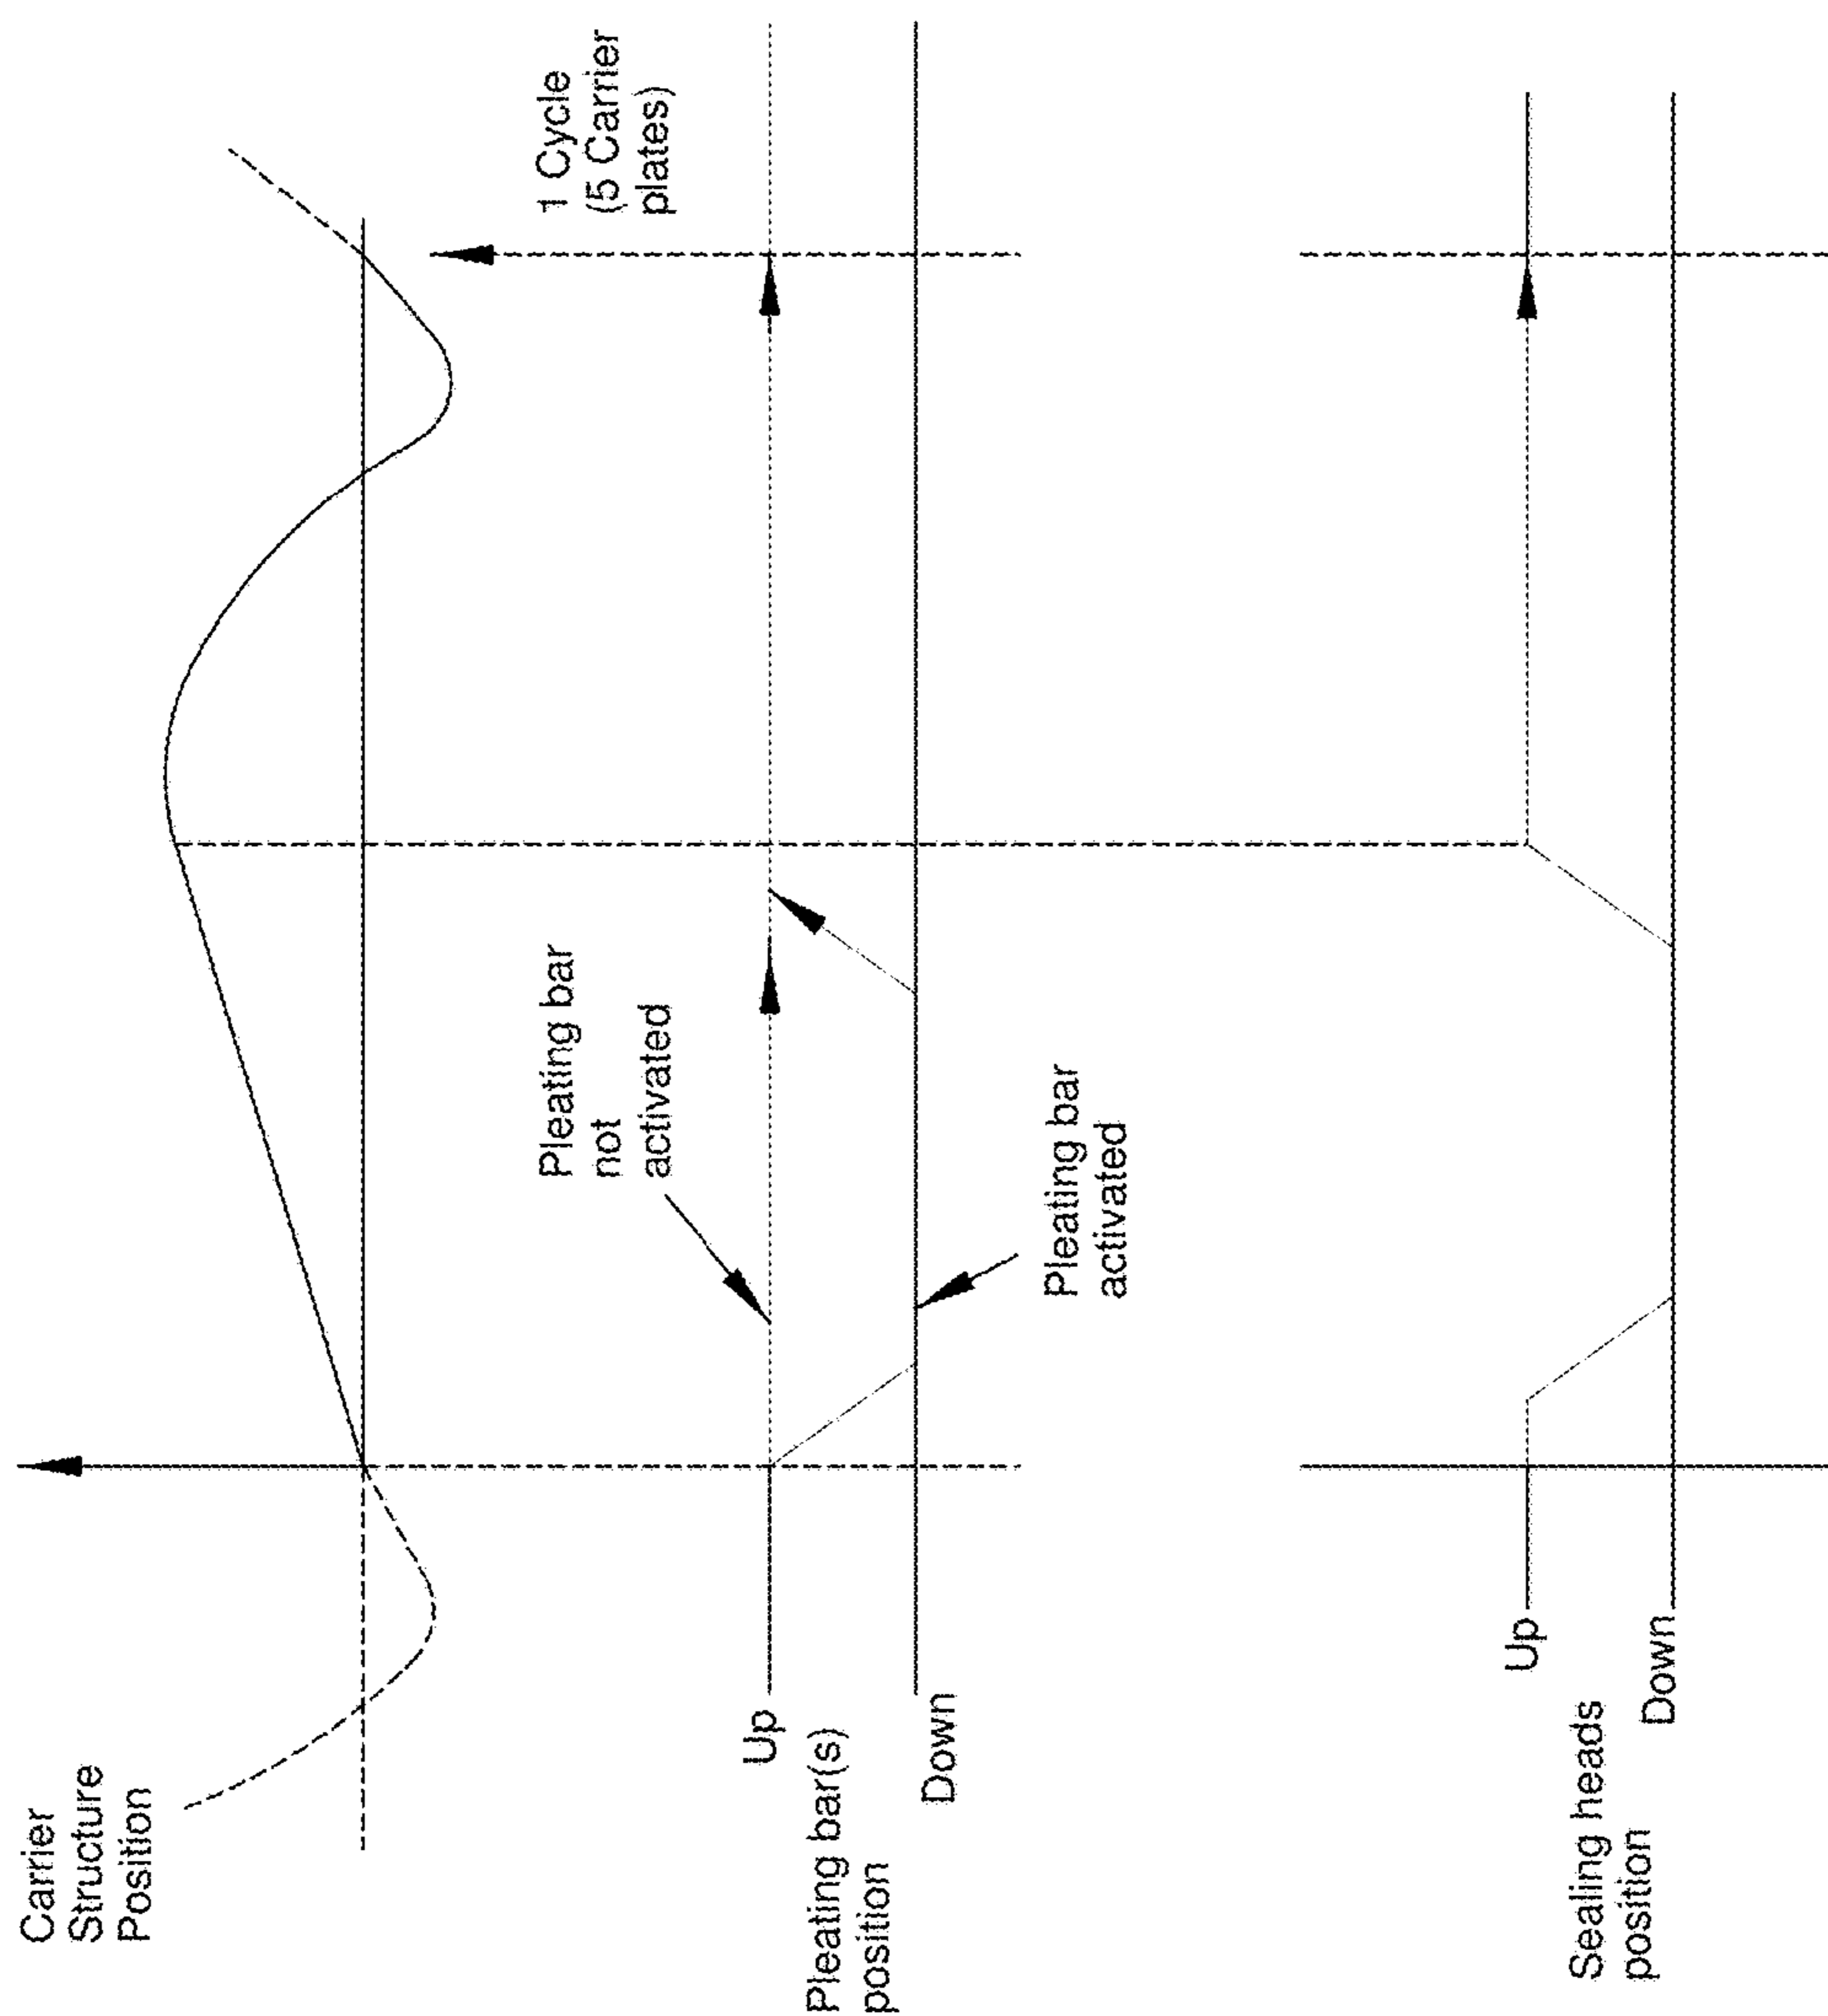 Carrier
Structure
Position
1 Cycle
(5 Carrier
plates)
Pleating bar
not
activated
Up
Pleating bar(s)
position
Down
Pleating bar
activated
Up
Sealing heads
position
Down